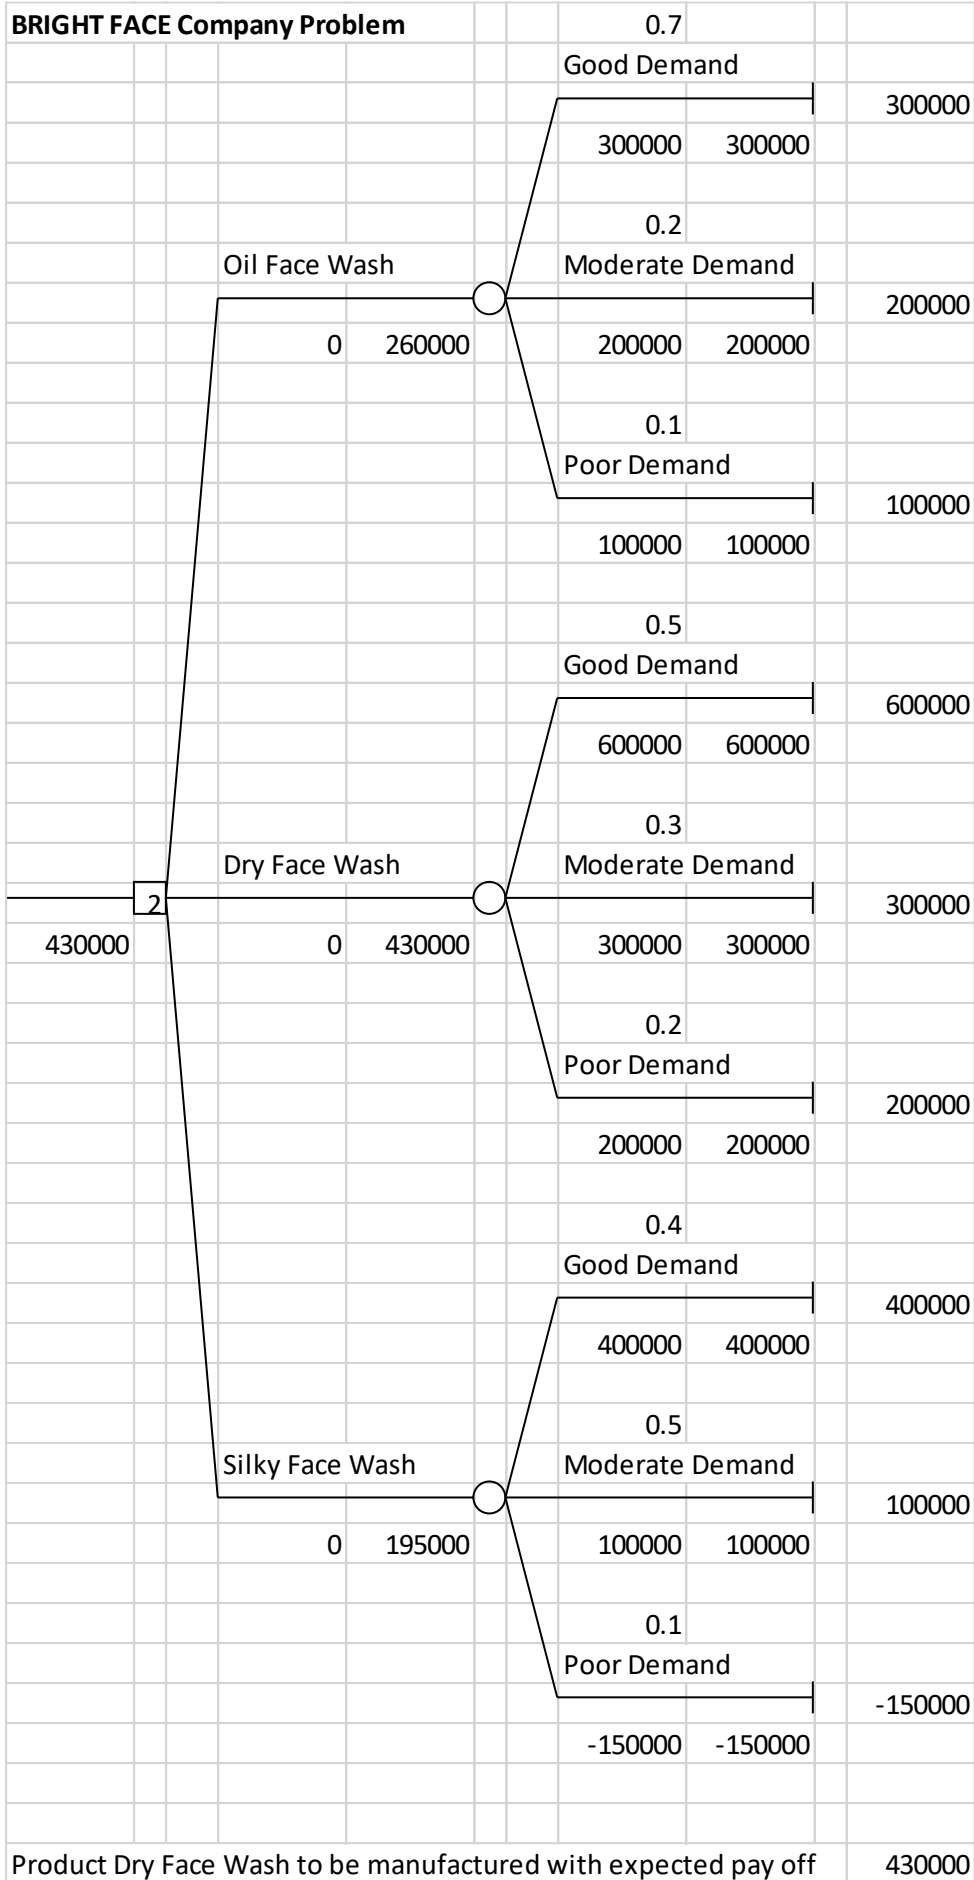 BRIGHT FACE Company Problem 0.7
Good Demand
300000
300000 300000
0.2
Oil Face Wash Moderate Demand
200000
0 260000 200000 200000
0.1
Poor Demand
100000
100000 100000
0.5
Good Demand
600000
600000 600000
0.3
Dry Face Wash Moderate Demand
2 300000
430000 0 430000 300000 300000
0.2
Poor Demand
200000
200000 200000
0.4
Good Demand
400000
400000 400000
0.5
Silky Face Wash Moderate Demand
100000
0 195000 100000 100000
0.1
Poor Demand
-150000
-150000 -150000
Product Dry Face Wash to be manufactured with expected pay off 430000